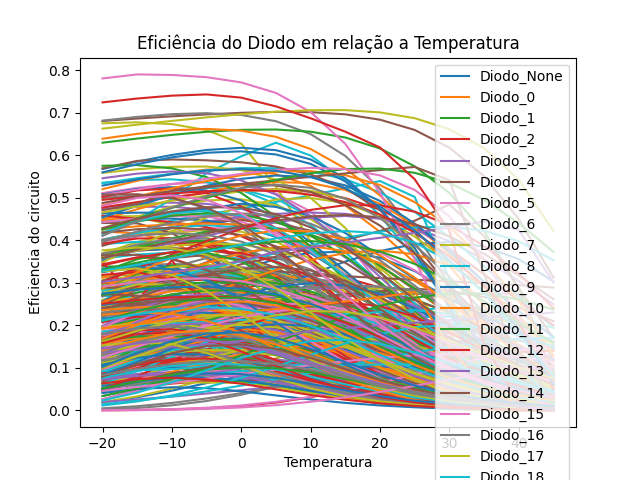 Eficiência do Diodo em relação a Temperatura
Eficiencia do circuito
0.8
0.7
0.6
0.5
0.4
0.3
0.2
0.1
0.0
−20
−10
0
10
20
30
40
Temperatura
Diodo_None
Diodo_0
Diodo_1
Diodo_2
Diodo_3
Diodo_4
Diodo_5
Diodo_6
Diodo_7
Diodo_8
Diodo_9
Diodo_10
Diodo_11
Diodo_12
Diodo_13
Diodo_14
Diodo_15
Diodo_16
Diodo_17
Diodo_18